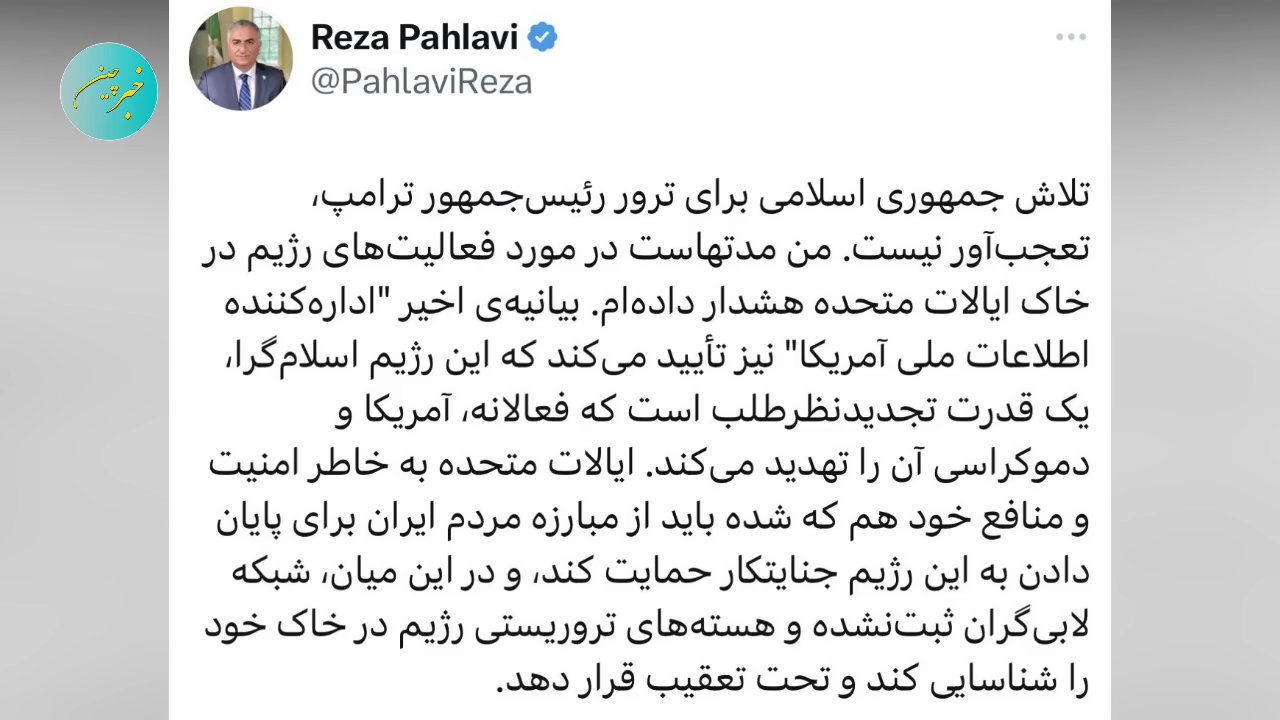 خبرچین
Reza Pahlavi
@PahlaviReza
تلاش جمهوری اسلامی برای ترور رئیس‌جمهور ترامپ،
تعجب‌آور نیست. من مدتهاست در مورد فعالیت‌های رژیم در
خاک ایالات متحده هشدار داده‌ام. بیانیه‌ی اخیر "اداره‌کننده
اطلاعات ملی آمریکا" نیز تأیید می‌کند که این رژیم اسلام‌گرا،
یک قدرت تجدیدنظرطلب است که فعالانه، آمریکا و
دموکراسی آن را تهدید می‌کند. ایالات متحده به خاطر امنیت
و منافع خود هم که شده باید از مبارزه مردم ایران برای پایان
دادن به این رژیم جنایتکار حمایت کند، و در این میان، شبکه
لابی‌گران ثبت‌نشده و هسته‌های تروریستی رژیم در خاک خود
را شناسایی کند و تحت تعقیب قرار دهد.